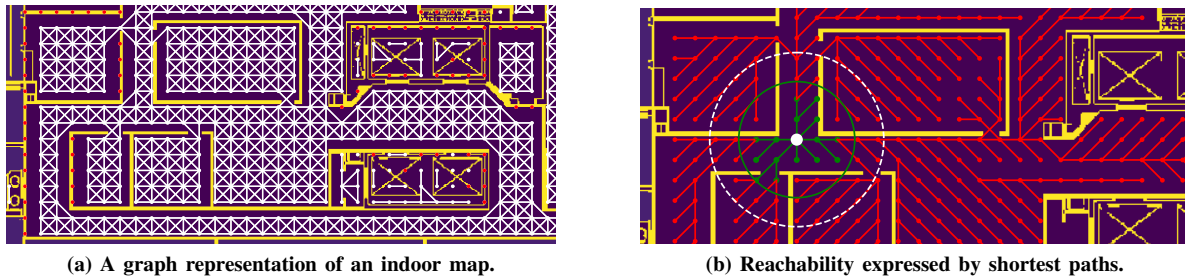 (a) A graph representation of an indoor map.
(b) Reachability expressed by shortest paths.